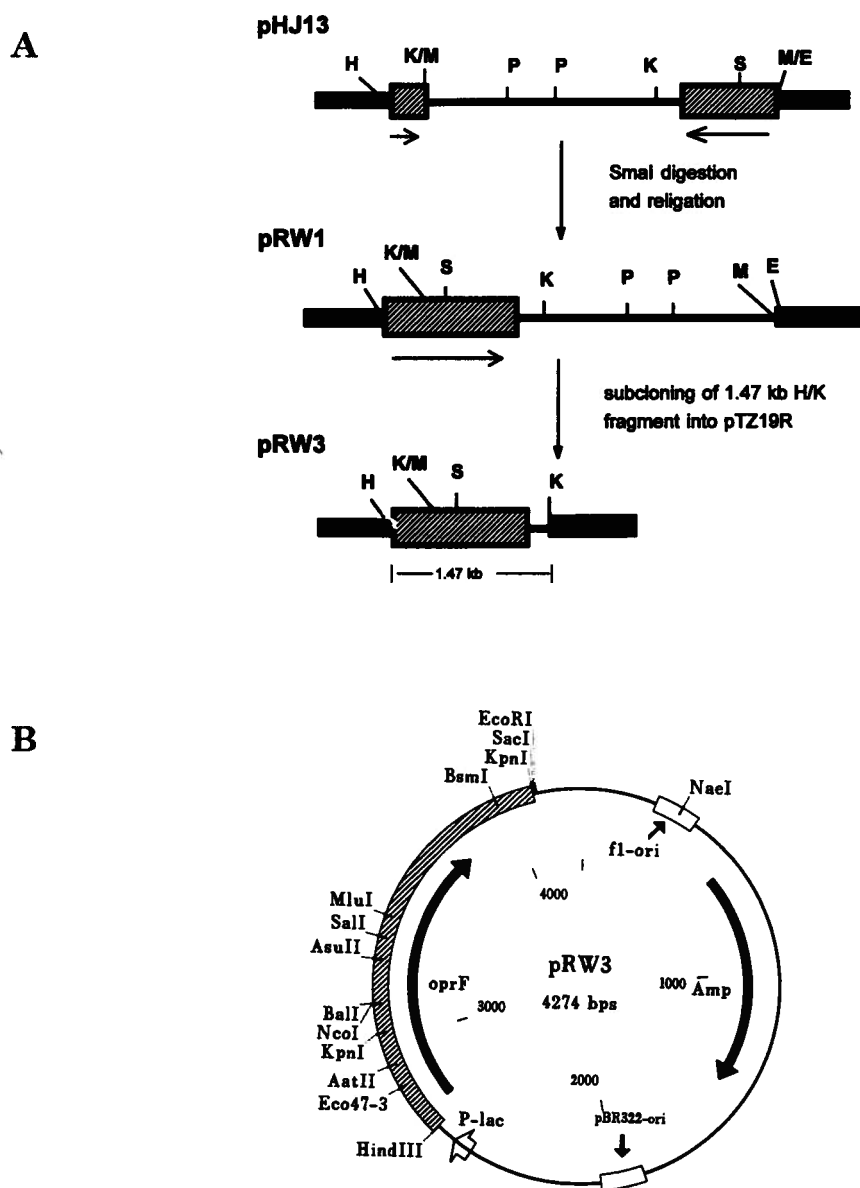 A
pHJ13
H K/M P P K S M/E
SmaI digestion
and religation
pRW1
H K/M S K P P M E
subcloning of 1.47 kb H/K
fragment into pTZ19R
pRW3
H K/M S K
1.47 kb
B
EcoRI
SacI
KpnI
BsmI
NaeI
f1-ori
4000
MluI
SalI
AsuII
oprF
pRW3
1000
Amp
3000
4274 bps
BalI
NcoI
KpnI
AatII
Eco47-3
2000
pBR322-ori
P-lac
HindIII